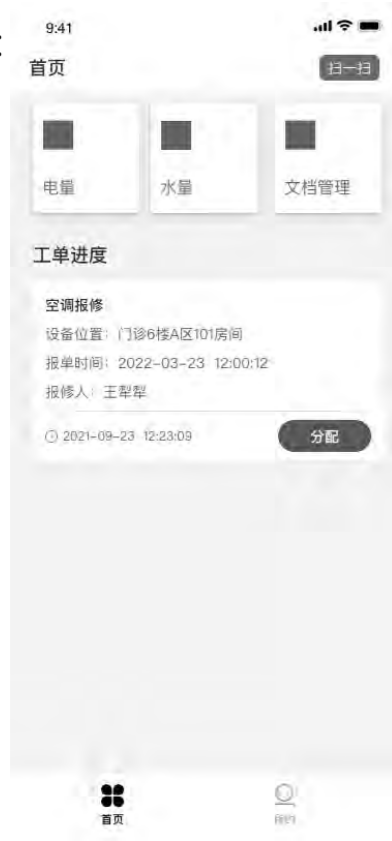 9:41
首页 扫一扫
电量 水量 文档管理
工单进度
空调报修
设备位置：门诊6楼A区101房间
报单时间：2022-03-23 12:00:12
报修人：王犁犁
2021-09-23 12:23:09 分配
首页 我的